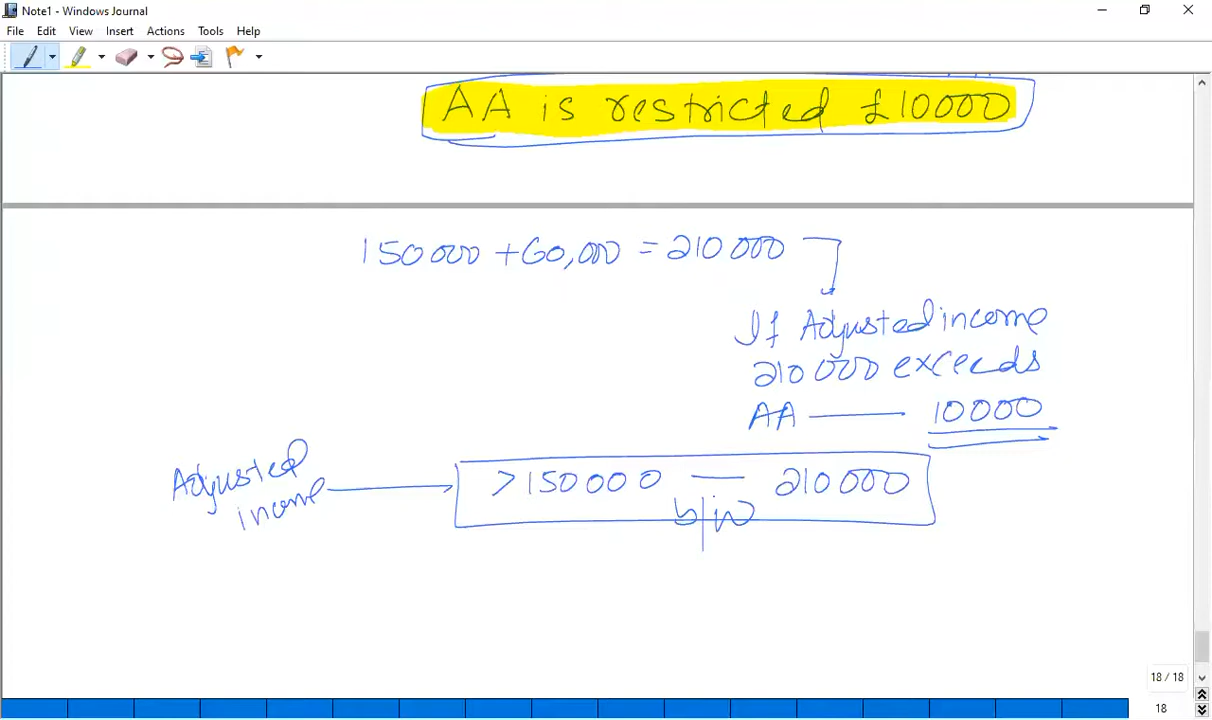 Note1 - Windows Journal
File Edit View Insert Actions Tools Help
AA is restricted £10000
150000 + 60,000 = 210000
If Adjusted income
210000 exceeds
AA — 10000
Adjusted
income
>150000 — 210000
b/w
18 / 18
18